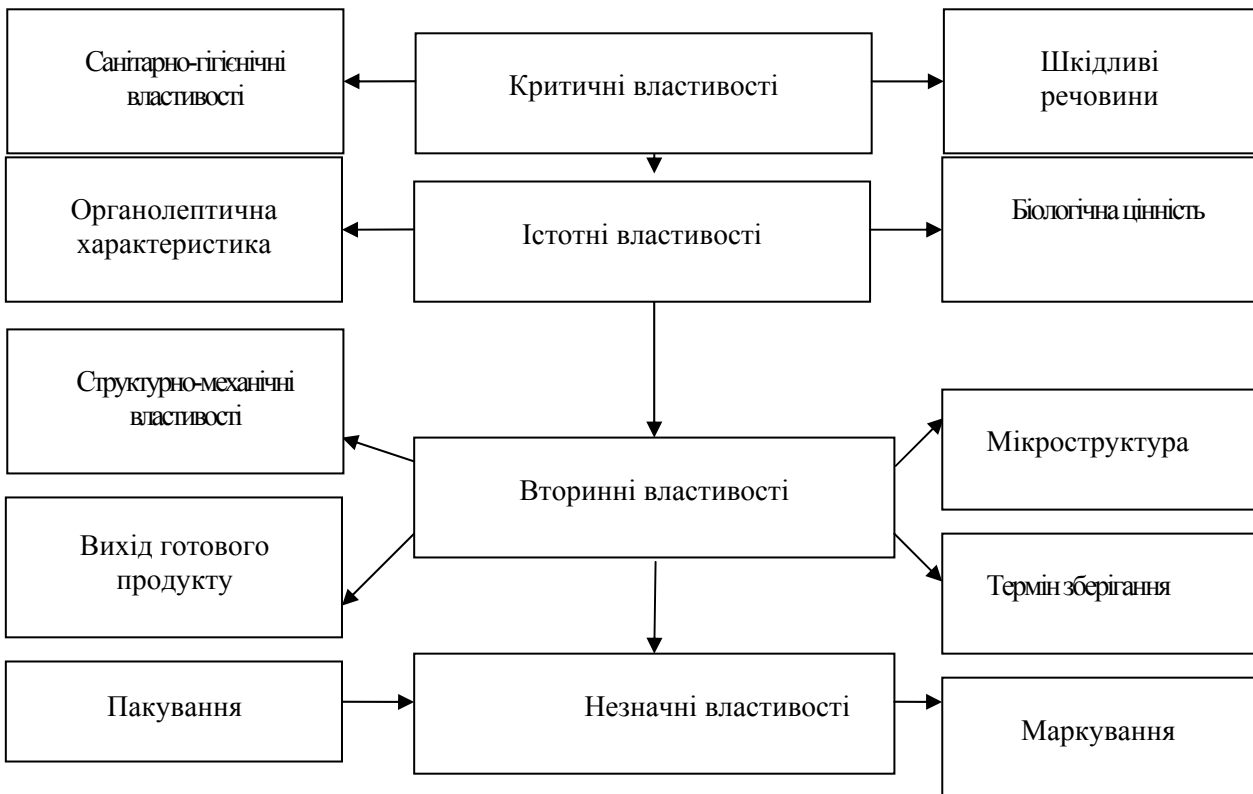 Санітарно-гігієнічні
властивості
Критичні властивості
Шкідливі
речовини
Органолептична
характеристика
Істотні властивості
Біологічна цінність
Структурно-механічні
властивості
Вторинні властивості
Мікроструктура
Вихід готового
продукту
Термін зберігання
Пакування
Незначні властивості
Маркування